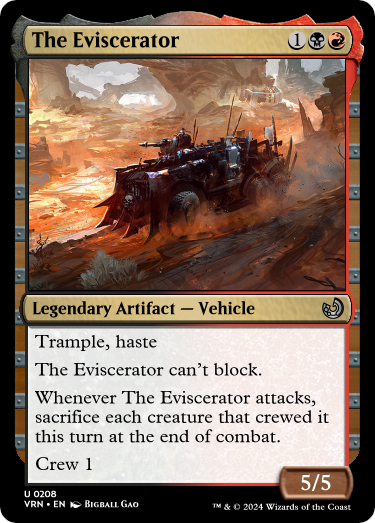 The Eviscerator 1
Legendary Artifact — Vehicle
Trample, haste
The Eviscerator can't block.
Whenever The Eviscerator attacks,
sacrifice each creature that crewed it
this turn at the end of combat.
Crew 1
5/5
U 0208
VRN • EN Bigball Gao
™ & © 2024 Wizards of the Coast